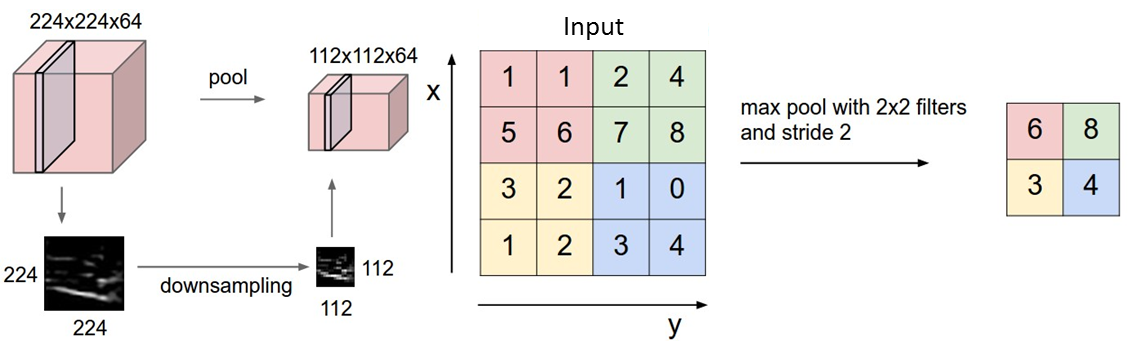 224x224x64
pool
112x112x64
224
224
downsampling
112
112
Input
x
1 1 2 4
5 6 7 8
3 2 1 0
1 2 3 4
y
max pool with 2x2 filters
and stride 2
6 8
3 4